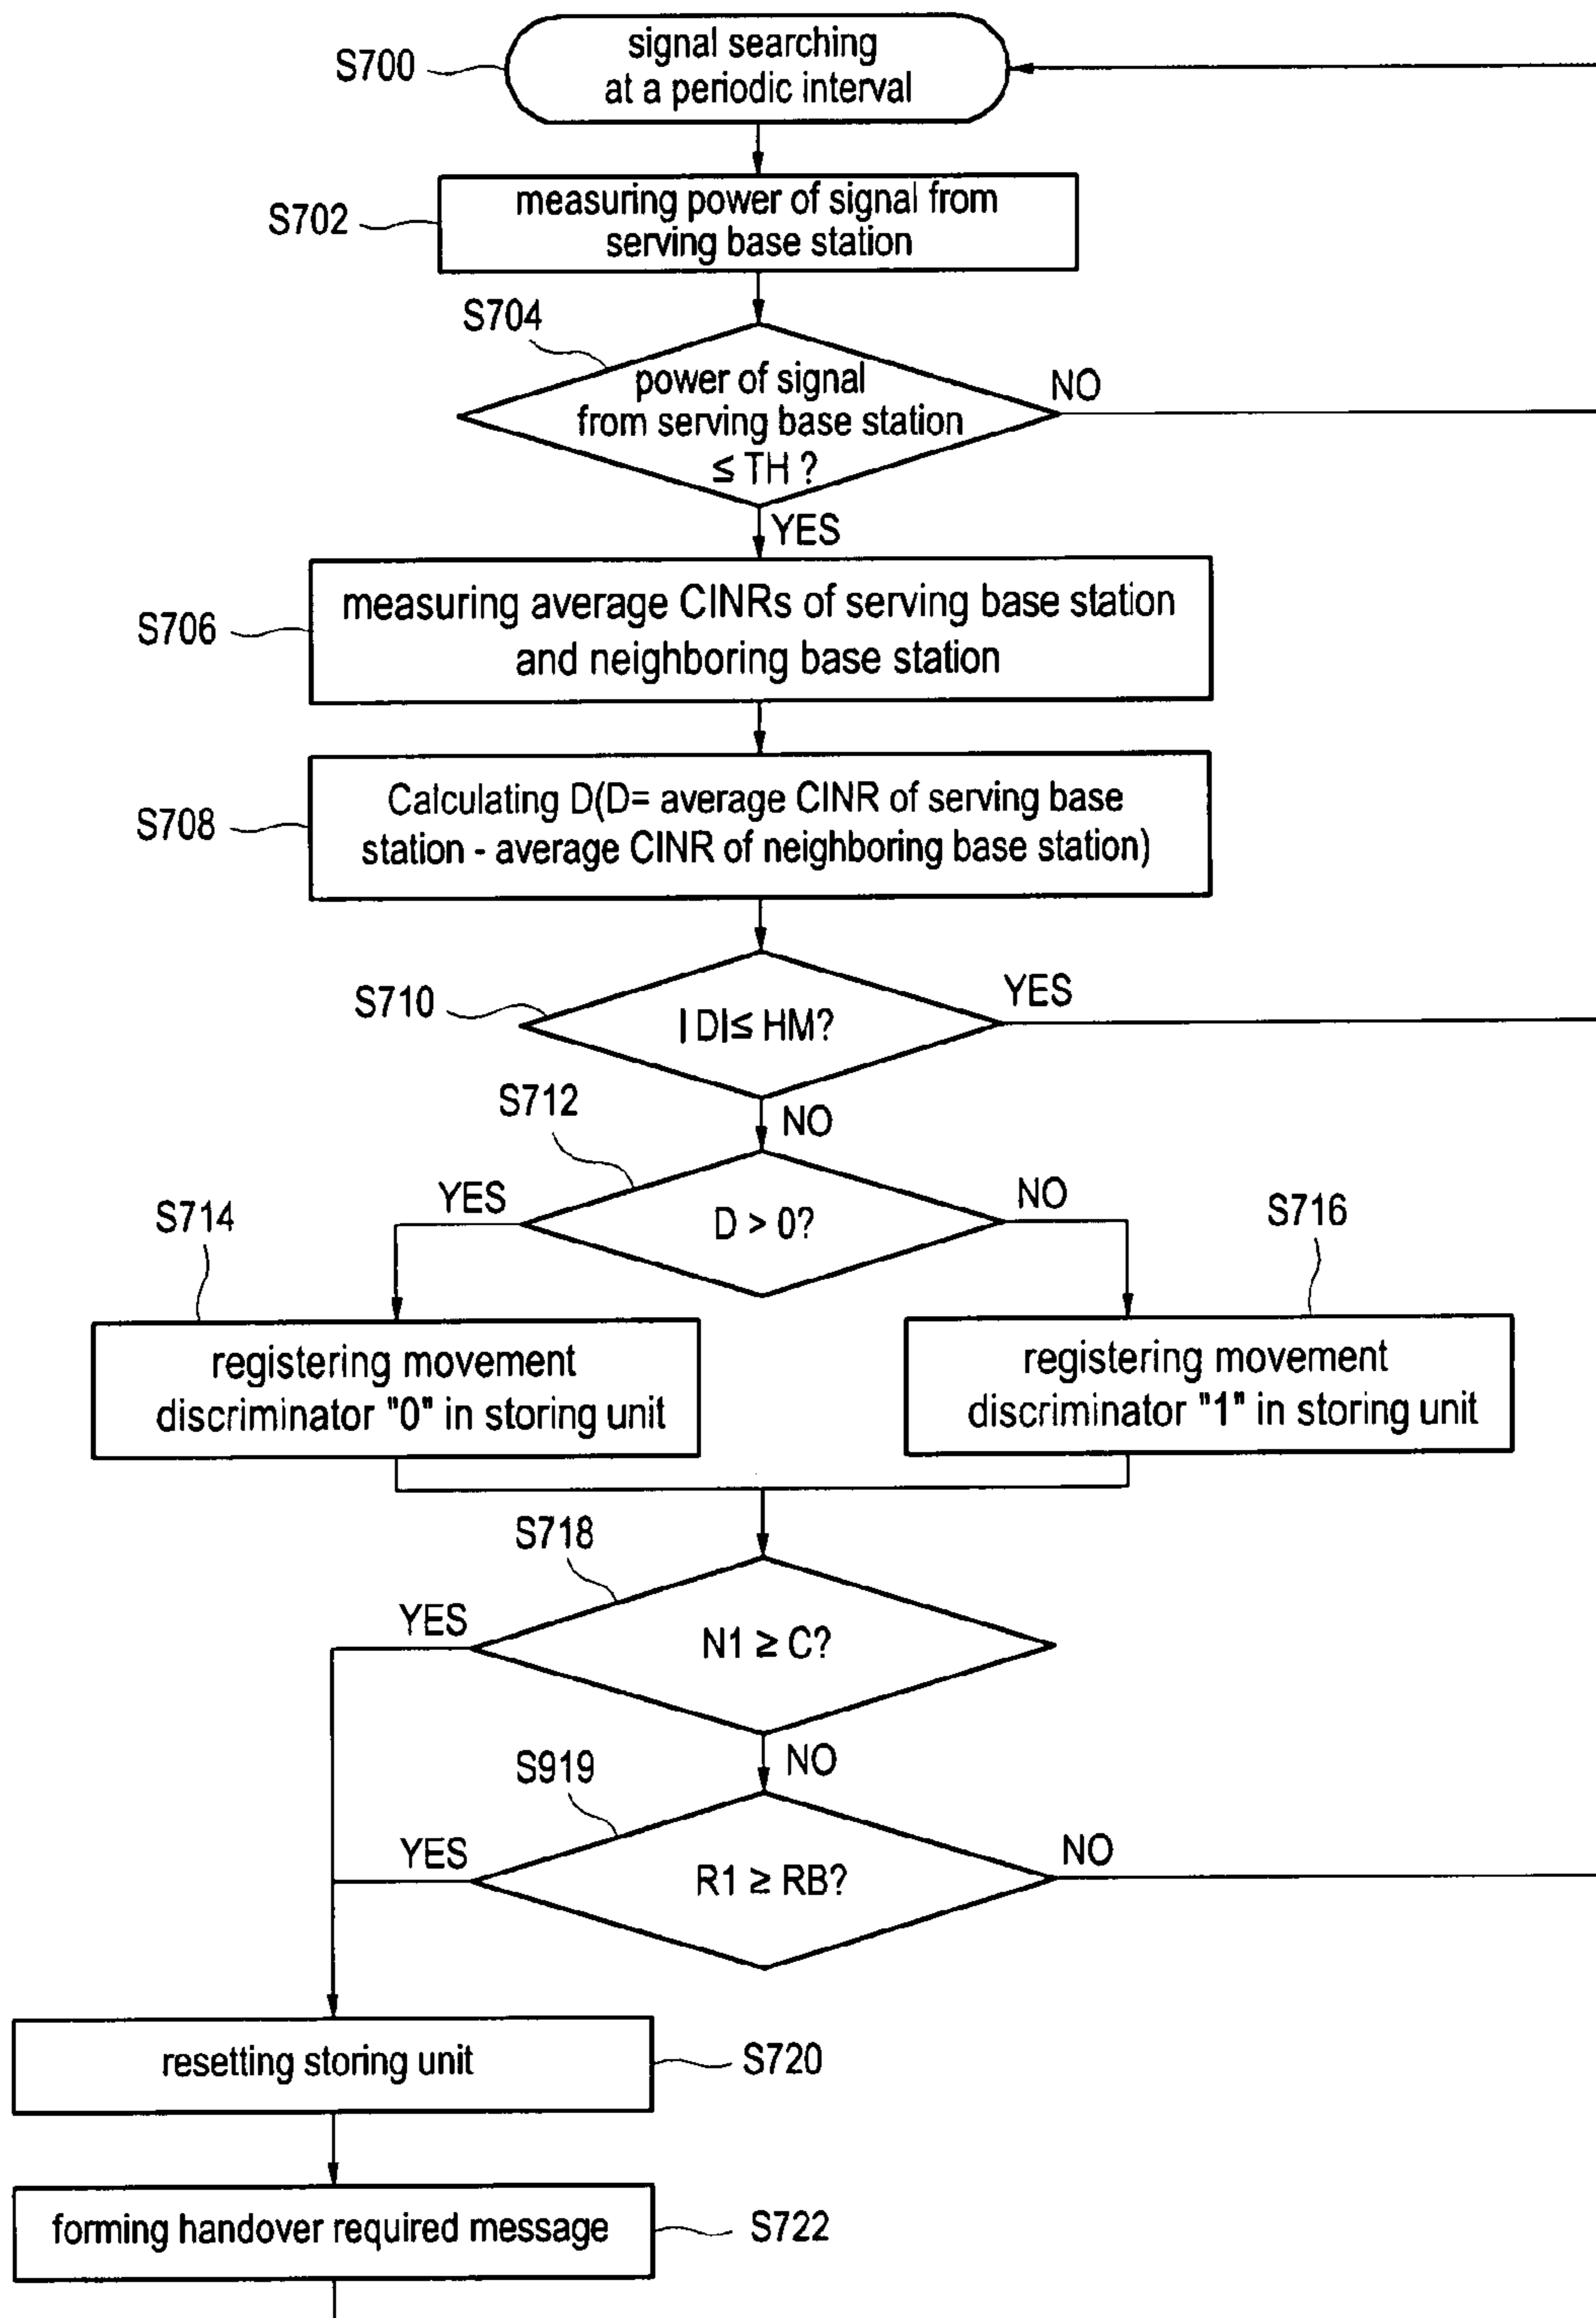 S700
signal searching
at a periodic interval
S702
measuring power of signal from
serving base station
S704
power of signal
from serving base station
≤ TH ?
NO
YES
S706
measuring average CINRs of serving base station
and neighboring base station
S708
Calculating D(D= average CINR of serving base
station - average CINR of neighboring base station)
S710
| D|≤ HM?
YES
NO
S712
D > 0?
YES
NO
S714
registering movement
discriminator "0" in storing unit
S716
registering movement
discriminator "1" in storing unit
S718
N1 ≥ C?
YES
NO
S919
R1 ≥ RB?
YES
NO
resetting storing unit
S720
forming handover required message
S722